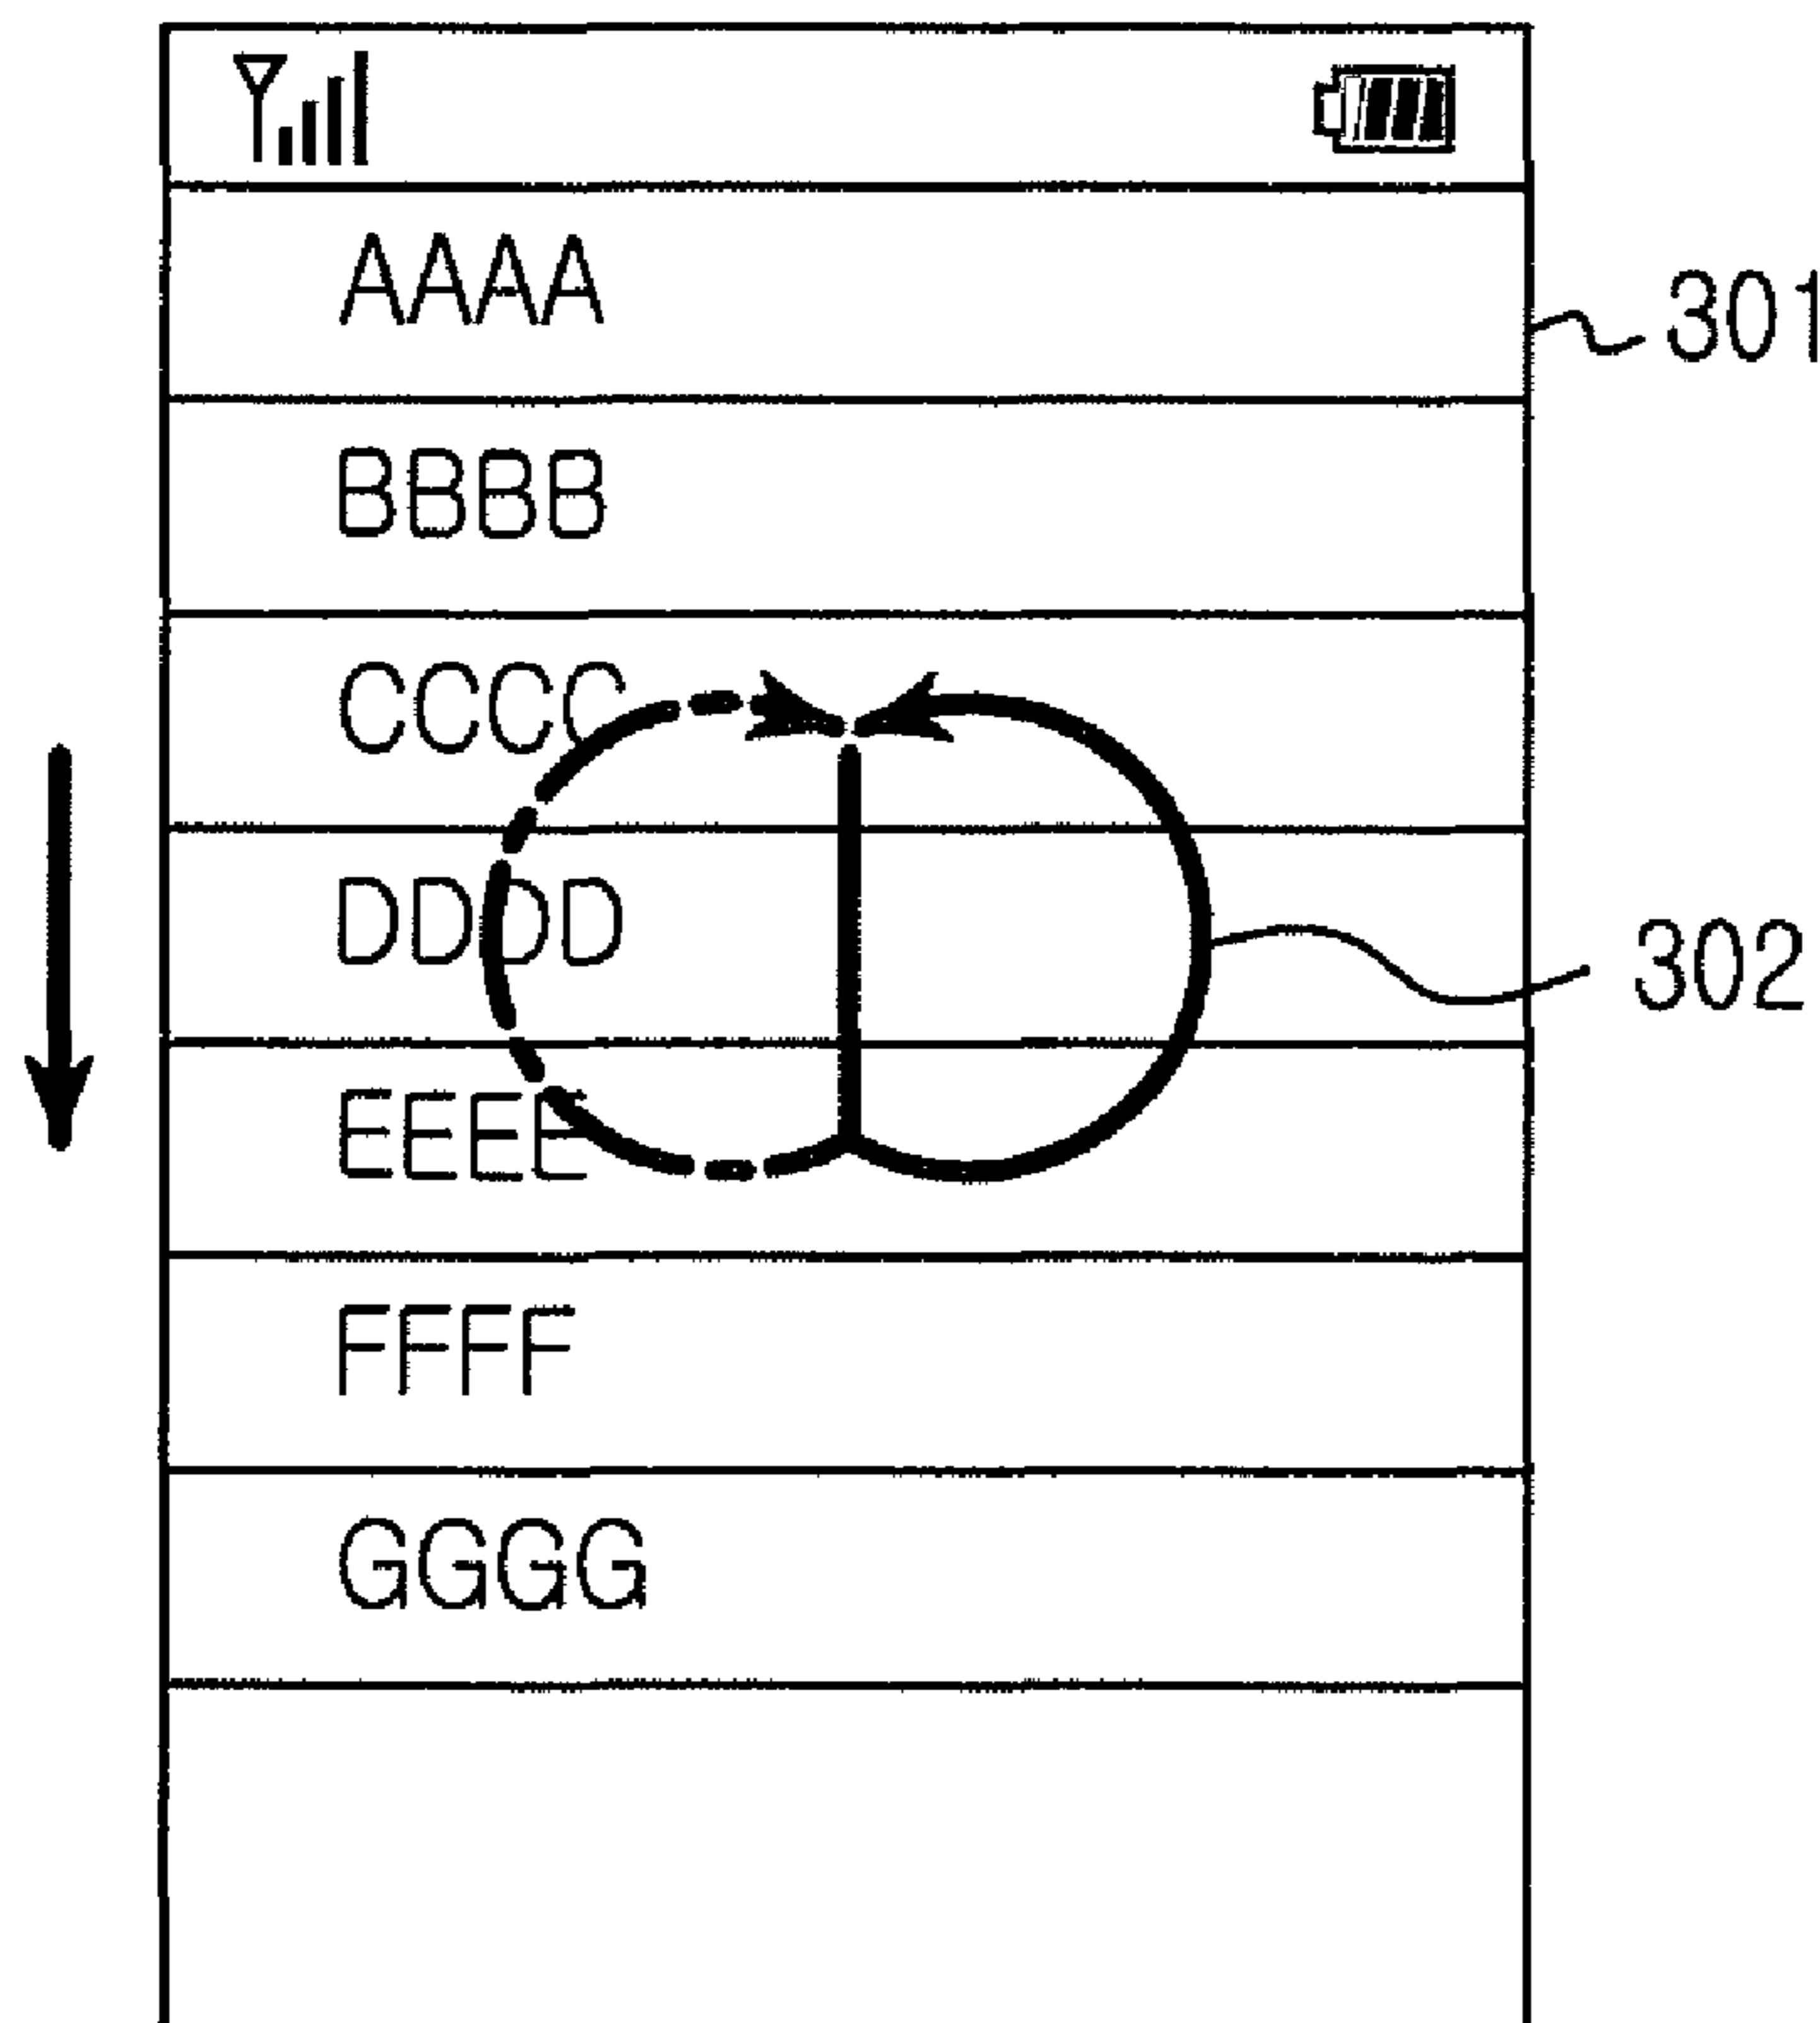 AAAA
301
BBBB
CCCC
DDDD
302
EEEE
FFFF
GGGG